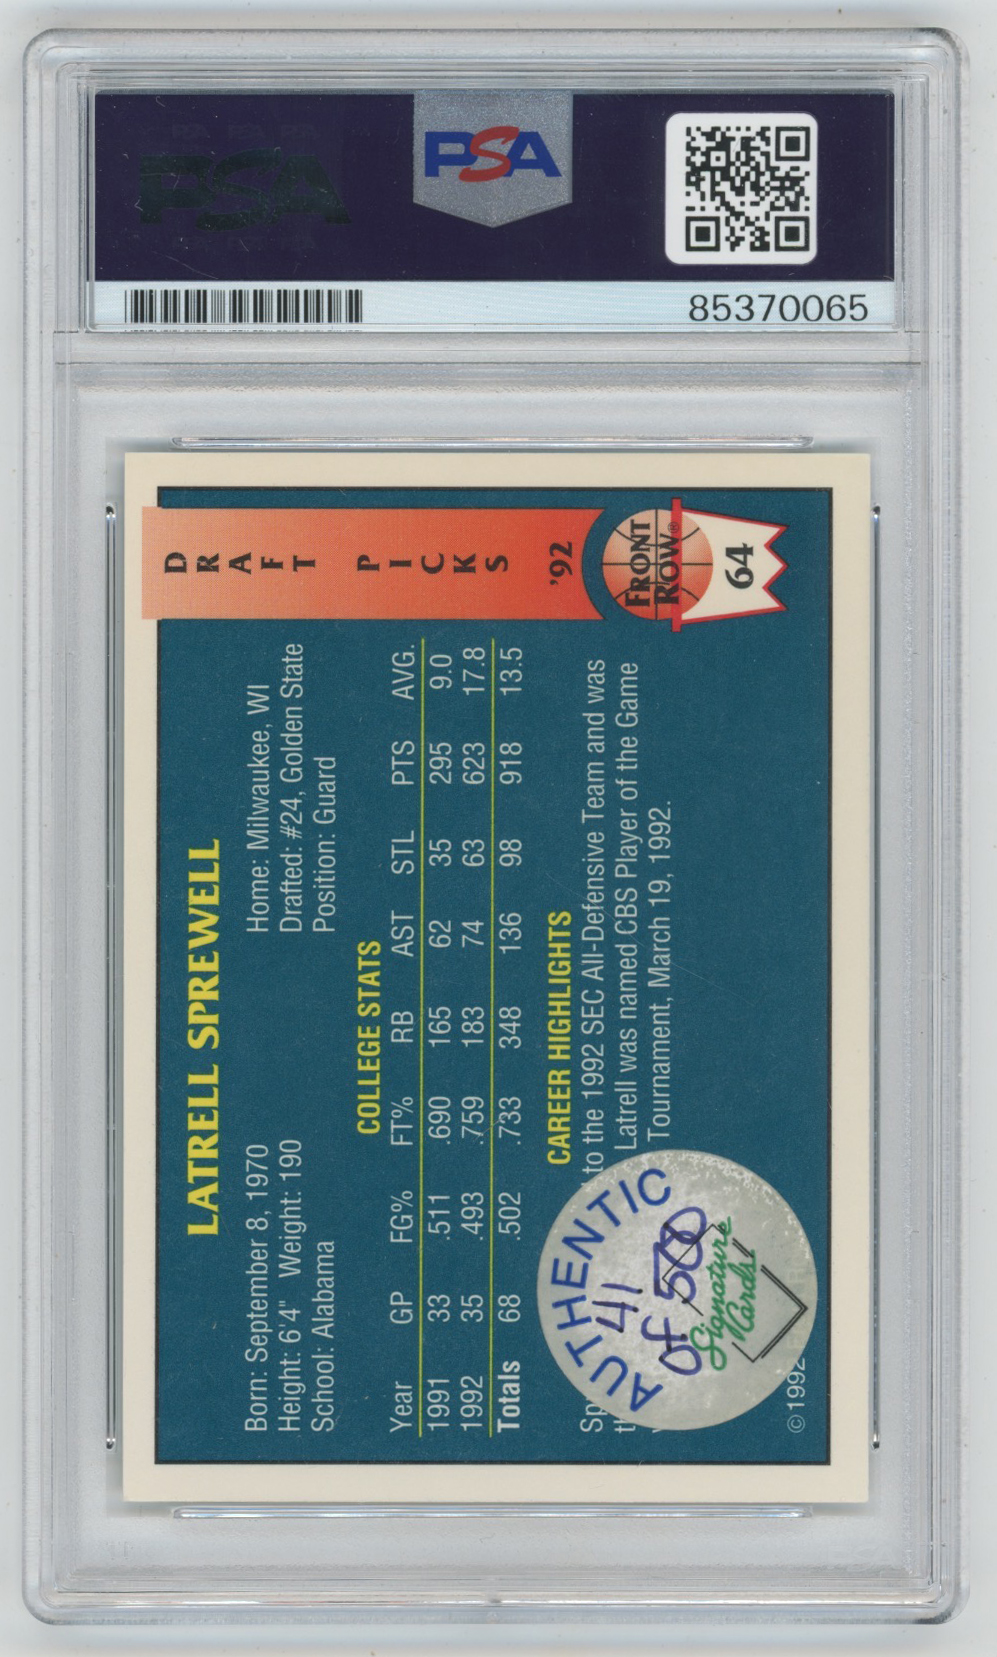 PSA
PSA
85370065
DRAFT PICKS '92
FRONT
ROW®
64
LATRELL SPREWELL
Born: September 8, 1970
Height: 6'4" Weight: 190
School: Alabama
Home: Milwaukee, WI
Drafted: #24, Golden State
Position: Guard
COLLEGE STATS
Year GP FG% FT% RB AST STL PTS AVG.
1991 33 .511 .690 165 62 35 295 9.0
1992 35 .493 .759 183 74 63 623 17.8
Totals 68 .502 .733 348 136 98 918 13.5
CAREER HIGHLIGHTS
to the 1992 SEC All-Defensive Team and was
Latrell was named CBS Player of the Game
Tournament, March 19, 1992.
©1992
AUTHENTIC
41
of 500
Signature
Cards